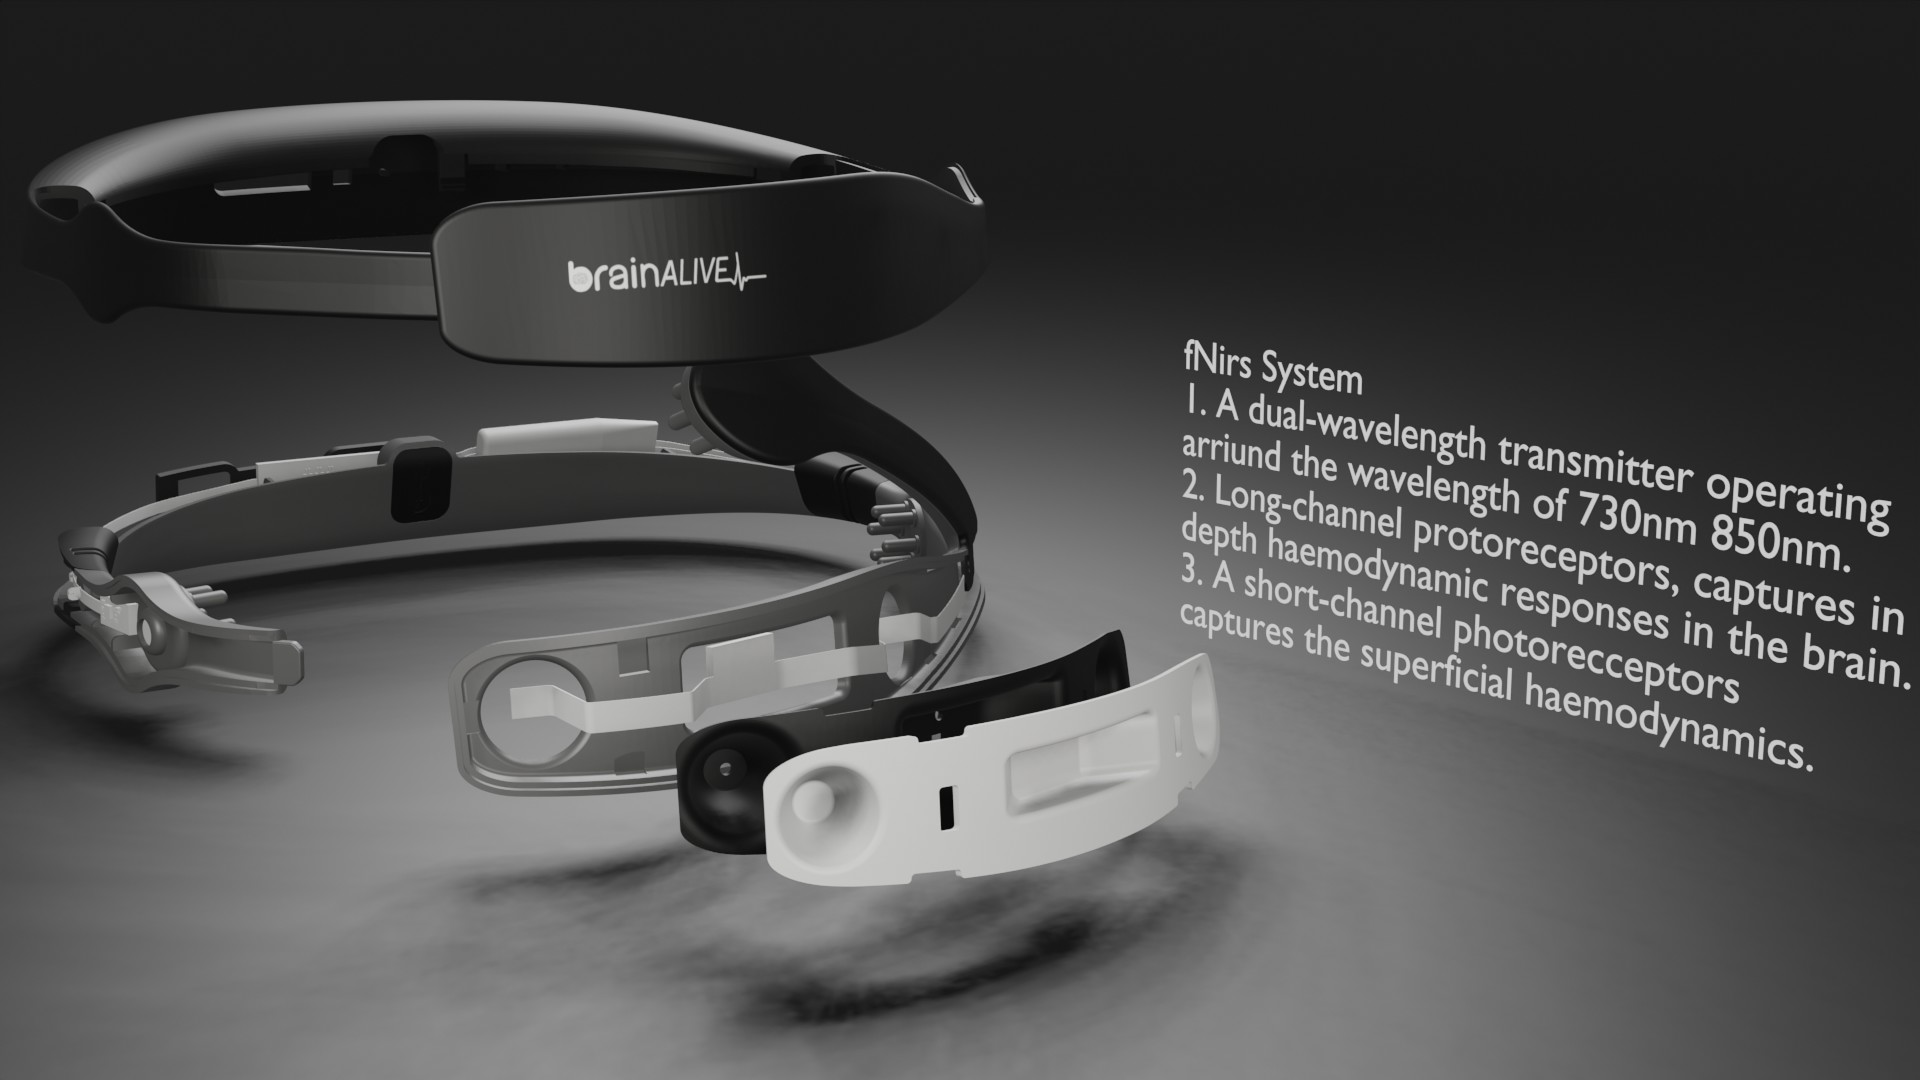 brainALIVE
fNirs System
1. A dual-wavelength transmitter operating
arriund the wavelength of 730nm 850nm.
2. Long-channel protoreceptors, captures in
depth haemodynamic responses in the brain.
3. A short-channel photorecceptors
captures the superficial haemodynamics.